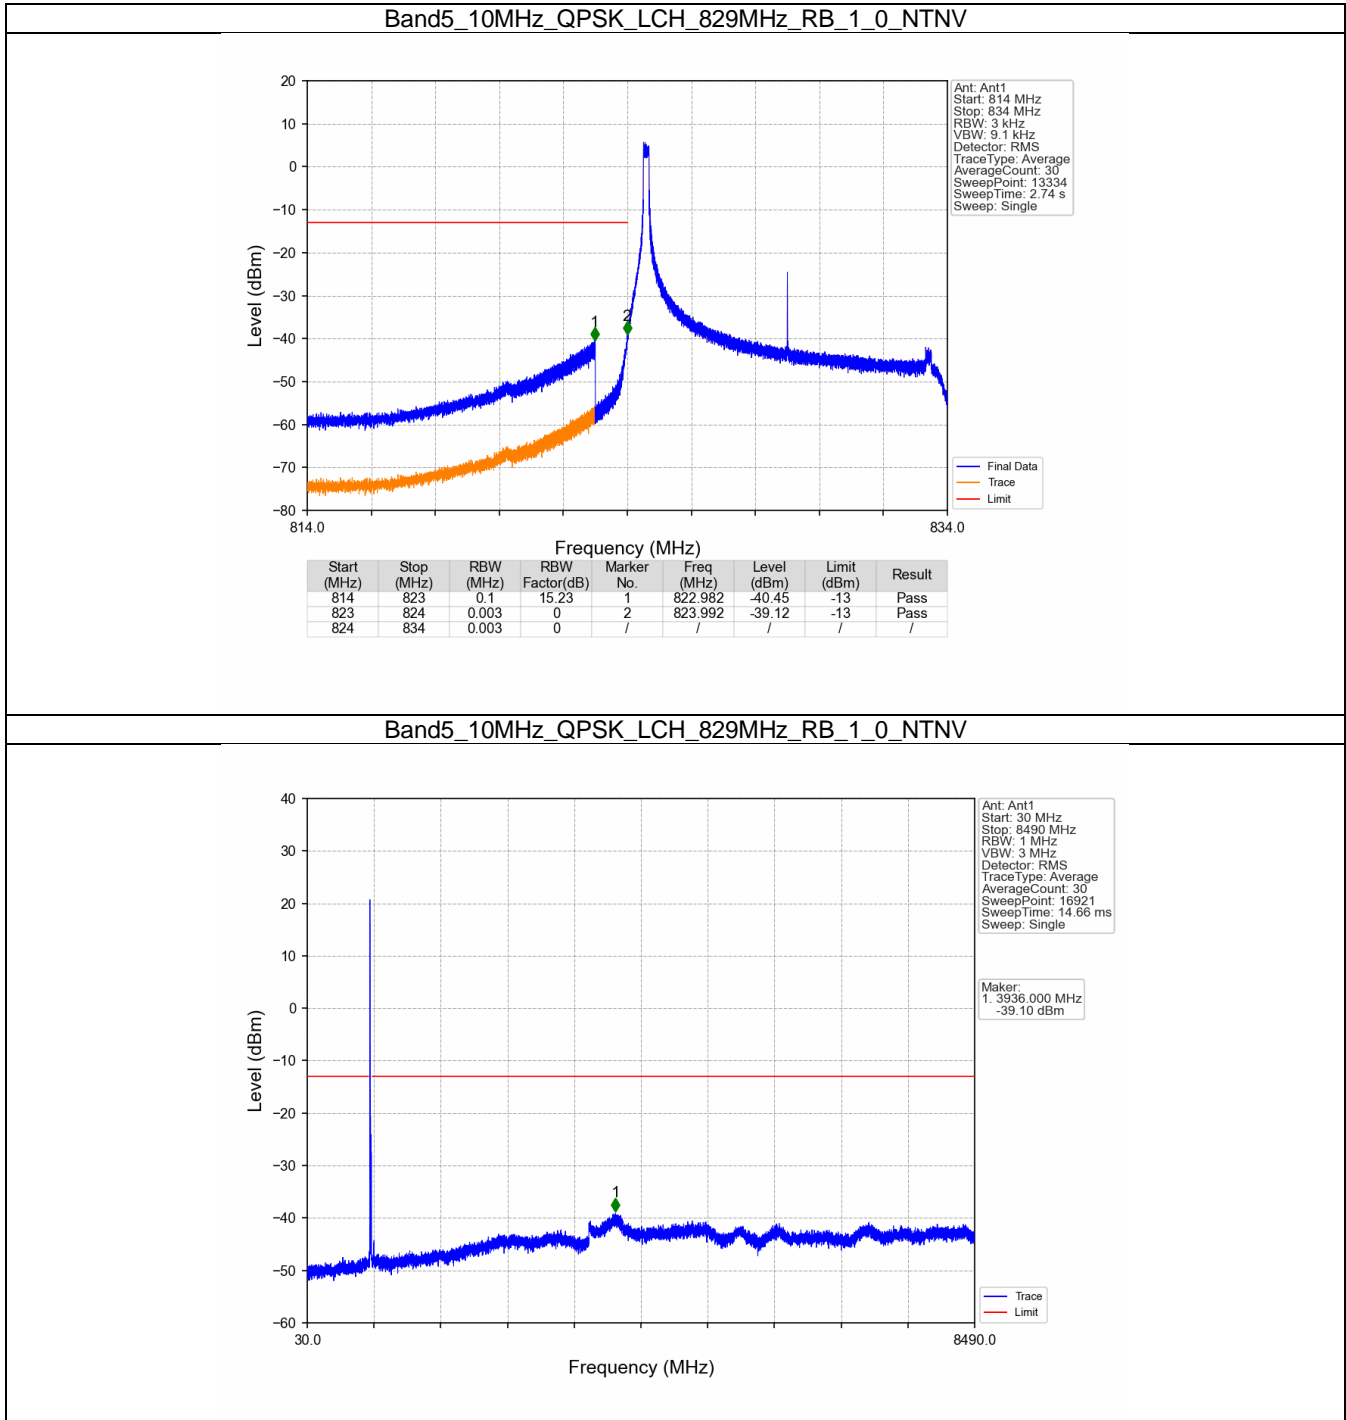 Band5_10MHz_QPSK_LCH_829MHz_RB_1_0_NTNV
20
10
0
−10
−20
−30
−40
−50
−60
−70
−80
Level (dBm)
1
2
814.0
834.0
Frequency (MHz)
Ant: Ant1
Start: 814 MHz
Stop: 834 MHz
RBW: 3 kHz
VBW: 9.1 kHz
Detector: RMS
TraceType: Average
AverageCount: 30
SweepPoint: 13334
SweepTime: 2.74 s
Sweep: Single
Final Data
Trace
Limit
Start (MHz) Stop (MHz) RBW (MHz) RBW Factor(dB) Marker No. Freq (MHz) Level (dBm) Limit (dBm) Result
814 823 0.1 15.23 1 822.982 -40.45 -13 Pass
823 824 0.003 0 2 823.992 -39.12 -13 Pass
824 834 0.003 0 / / / / /
Band5_10MHz_QPSK_LCH_829MHz_RB_1_0_NTNV
40
30
20
10
0
−10
−20
−30
−40
−50
−60
Level (dBm)
1
30.0
8490.0
Frequency (MHz)
Ant: Ant1
Start: 30 MHz
Stop: 8490 MHz
RBW: 1 MHz
VBW: 3 MHz
Detector: RMS
TraceType: Average
AverageCount: 30
SweepPoint: 16921
SweepTime: 14.66 ms
Sweep: Single
Maker:
1. 3936.000 MHz
-39.10 dBm
Trace
Limit